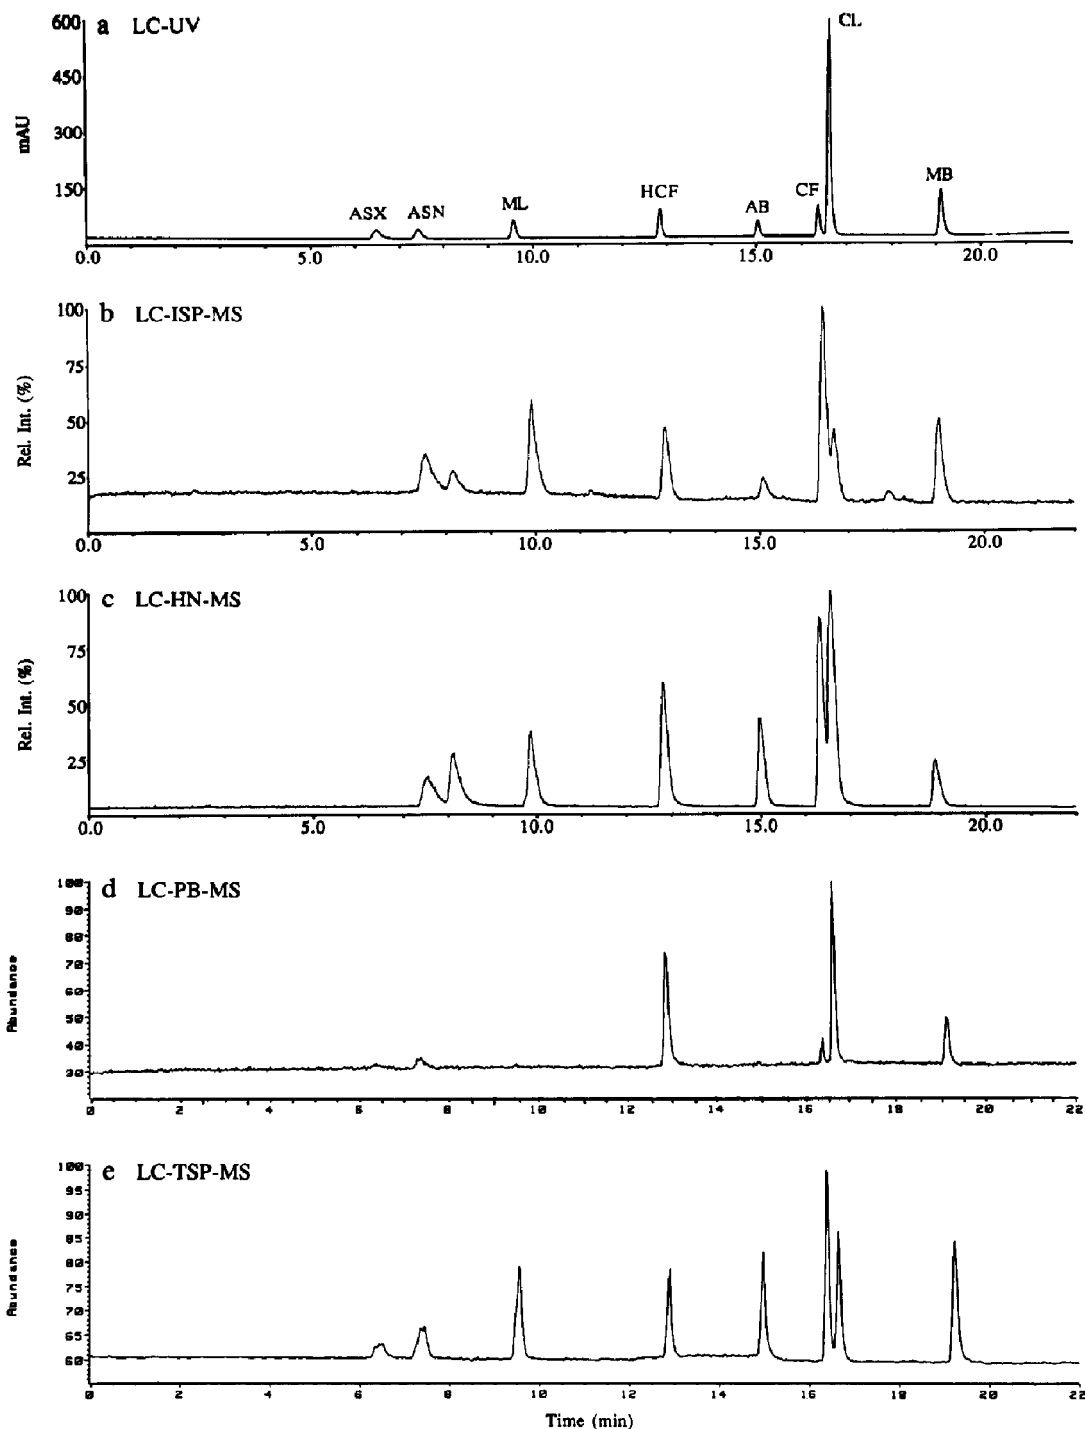 a LC-UV
600
450
300
150
mAU
ASX
ASN
ML
HCF
AB
CF
CL
MB
0.0 5.0 10.0 15.0 20.0
b LC-ISP-MS
100
75
50
25
Rel. Int. (%)
0.0 5.0 10.0 15.0 20.0
c LC-HN-MS
100
75
50
25
Rel. Int. (%)
0.0 5.0 10.0 15.0 20.0
d LC-PB-MS
100
90
80
70
60
50
40
30
Abundance
0 2 4 6 8 10 12 14 16 18 20 22
e LC-TSP-MS
100
95
90
85
80
75
70
65
60
Abundance
0 2 4 6 8 10 12 14 16 18 20 22
Time (min)